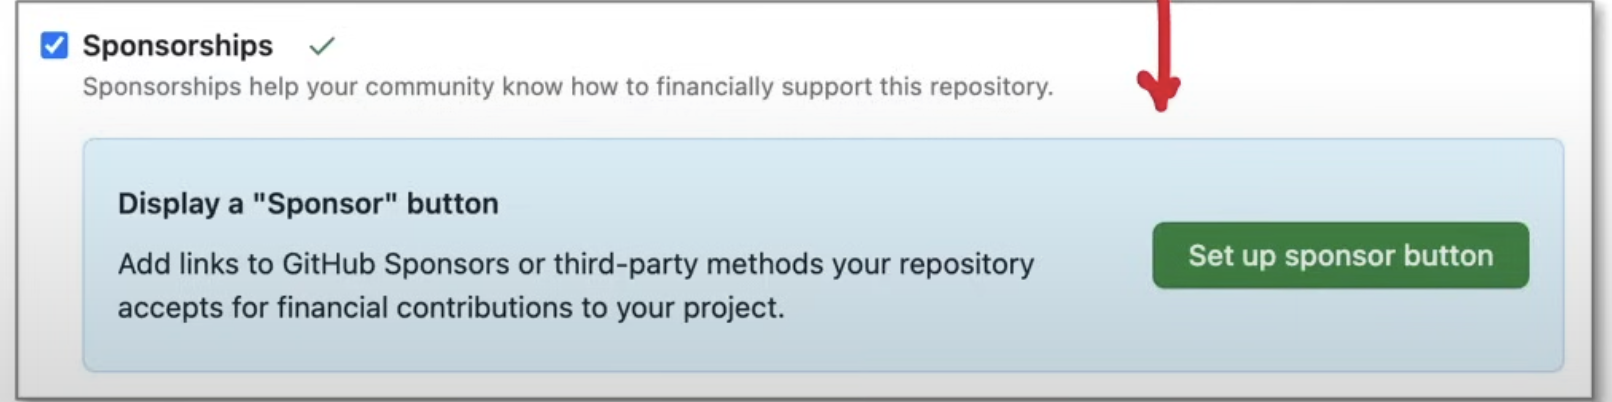 Sponsorships
Sponsorships help your community know how to financially support this repository.
Display a "Sponsor" button
Add links to GitHub Sponsors or third-party methods your repository
accepts for financial contributions to your project.
Set up sponsor button